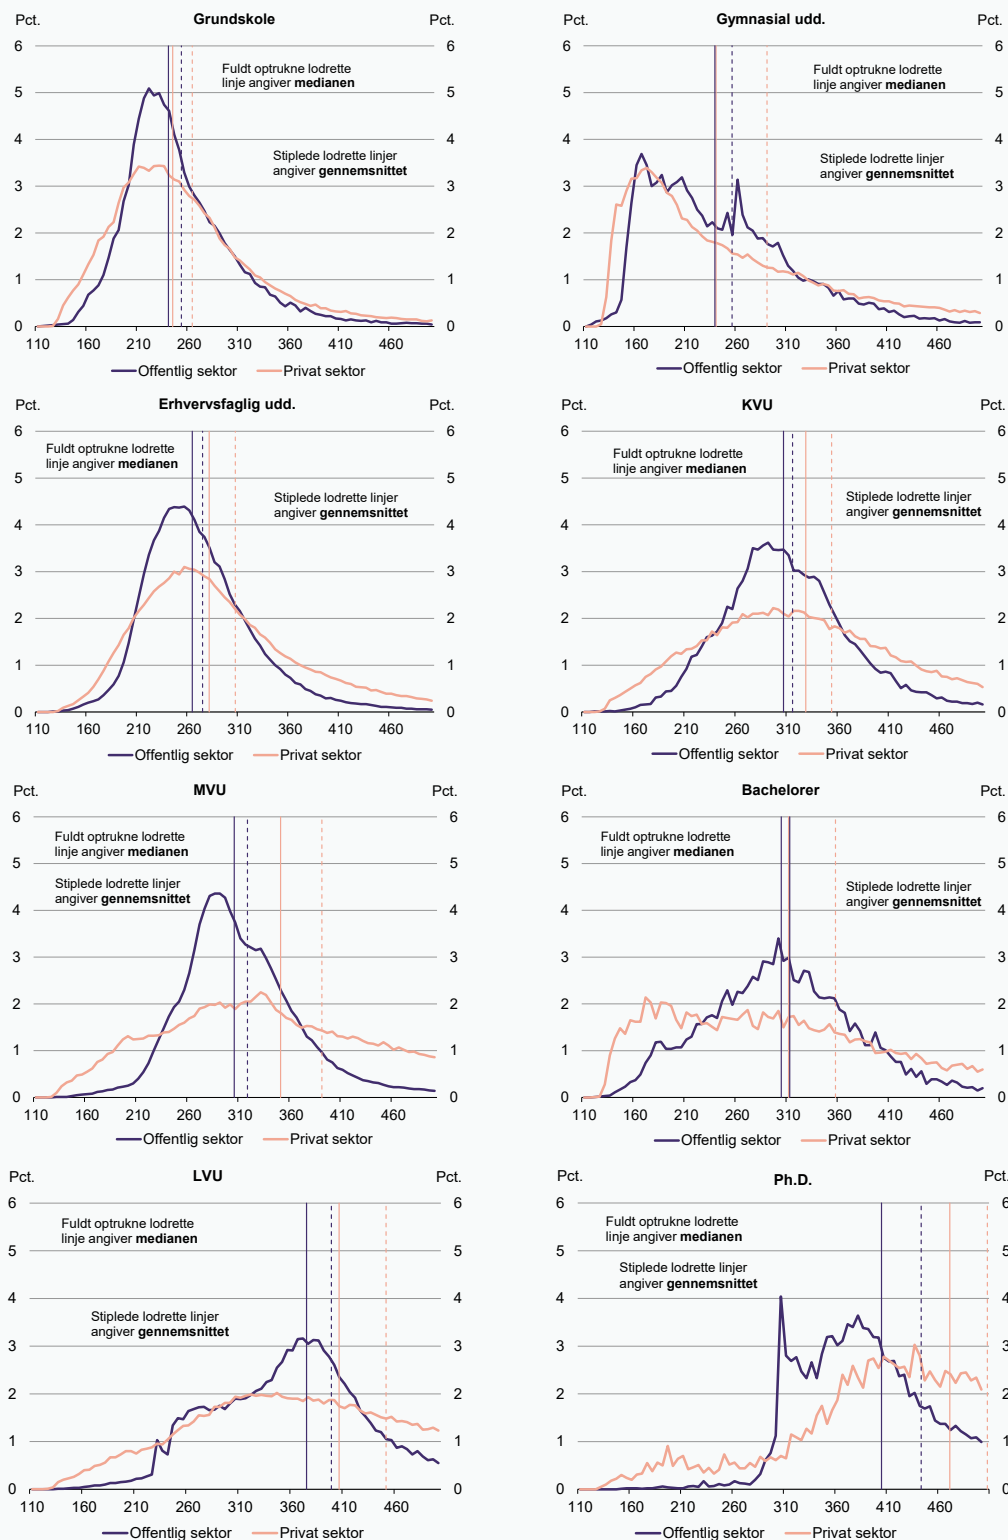 Pct. Grundskole
6 6
Fuldt optrukne lodrette
linje angiver medianen
5 5
4 4
Stiplede lodrette linjer
angiver gennemsnittet
3 3
2 2
1 1
0 0
110 160 210 260 310 360 410 460
Offentlig sektor Privat sektor
Pct. Gymnasial udd. Pct.
6 6
Fuldt optrukne lodrette
linje angiver medianen
5 5
4 4
Stiplede lodrette linjer
angiver gennemsnittet
3 3
2 2
1 1
0 0
110 160 210 260 310 360 410 460
Offentlig sektor Privat sektor
Pct. Erhvervsfaglig udd. Pct.
6 6
Fuldt optrukne lodrette
linje angiver medianen
5 5
Stiplede lodrette linjer
angiver gennemsnittet
4 4
3 3
2 2
1 1
0 0
110 160 210 260 310 360 410 460
Offentlig sektor Privat sektor
Pct. KVU Pct.
6 6
Fuldt optrukne lodrette
linje angiver medianen
5 5
Stiplede lodrette linjer
angiver gennemsnittet
4 4
3 3
2 2
1 1
0 0
110 160 210 260 310 360 410 460
Offentlig sektor Privat sektor
Pct. MVU Pct.
6 6
Fuldt optrukne lodrette
linje angiver medianen
5 5
Stiplede lodrette linjer
angiver gennemsnittet
4 4
3 3
2 2
1 1
0 0
110 160 210 260 310 360 410 460
Offentlig sektor Privat sektor
Pct. Bachelorer Pct.
6 6
Fuldt optrukne lodrette
linje angiver medianen
5 5
Stiplede lodrette linjer
angiver gennemsnittet
4 4
3 3
2 2
1 1
0 0
110 160 210 260 310 360 410 460
Offentlig sektor Privat sektor
Pct. LVU Pct.
6 6
Fuldt optrukne lodrette
linje angiver medianen
5 5
4 4
Stiplede lodrette linjer
angiver gennemsnittet
3 3
2 2
1 1
0 0
110 160 210 260 310 360 410 460
Offentlig sektor Privat sektor
Pct. Ph.D. Pct.
6 6
Fuldt optrukne lodrette
linje angiver medianen
5 5
Stiplede lodrette linjer
angiver gennemsnittet
4 4
3 3
2 2
1 1
0 0
110 160 210 260 310 360 410 460
Offentlig sektor Privat sektor